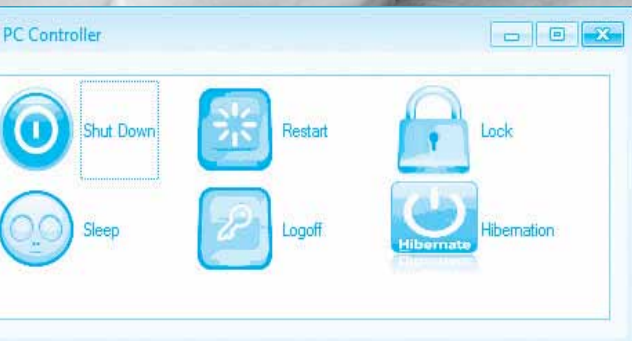 PC Controller
Shut Down Restart Lock
Sleep Logoff Hibernate Hibernation